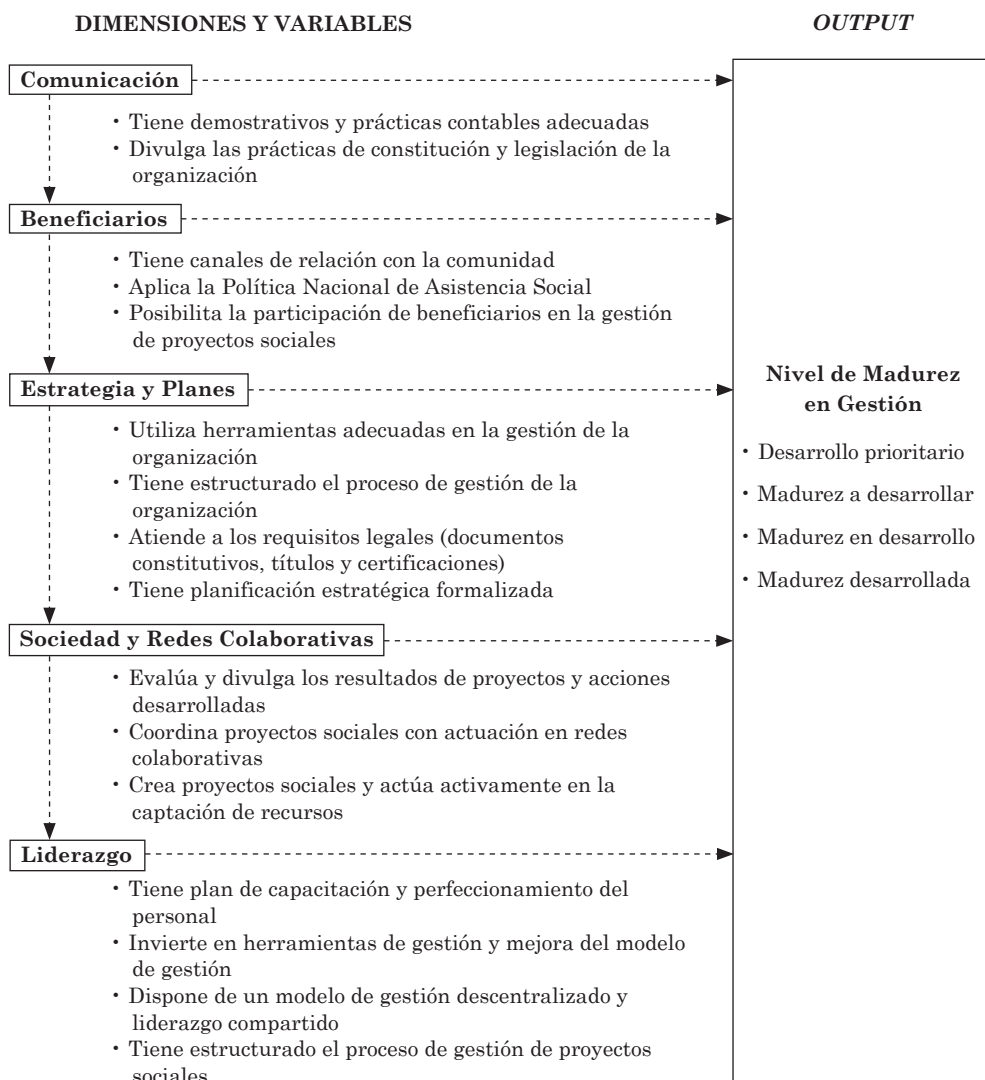 DIMENSIONES Y VARIABLES
OUTPUT
Comunicación
• Tiene demostrativos y prácticas contables adecuadas
• Divulga las prácticas de constitución y legislación de la
organización
Beneficiarios
• Tiene canales de relación con la comunidad
• Aplica la Política Nacional de Asistencia Social
• Posibilita la participación de beneficiarios en la gestión
de proyectos sociales
Estrategia y Planes
• Utiliza herramientas adecuadas en la gestión de la
organización
• Tiene estructurado el proceso de gestión de la
organización
• Atiende a los requisitos legales (documentos
constitutivos, títulos y certificaciones)
• Tiene planificación estratégica formalizada
Sociedad y Redes Colaborativas
• Evalúa y divulga los resultados de proyectos y acciones
desarrolladas
• Coordina proyectos sociales con actuación en redes
colaborativas
• Crea proyectos sociales y actúa activamente en la
captación de recursos
Liderazgo
• Tiene plan de capacitación y perfeccionamiento del
personal
• Invierte en herramientas de gestión y mejora del modelo
de gestión
• Dispone de un modelo de gestión descentralizado y
liderazgo compartido
• Tiene estructurado el proceso de gestión de proyectos
sociales
Nivel de Madurez
en Gestión
• Desarrollo prioritario
• Madurez a desarrollar
• Madurez en desarrollo
• Madurez desarrollada